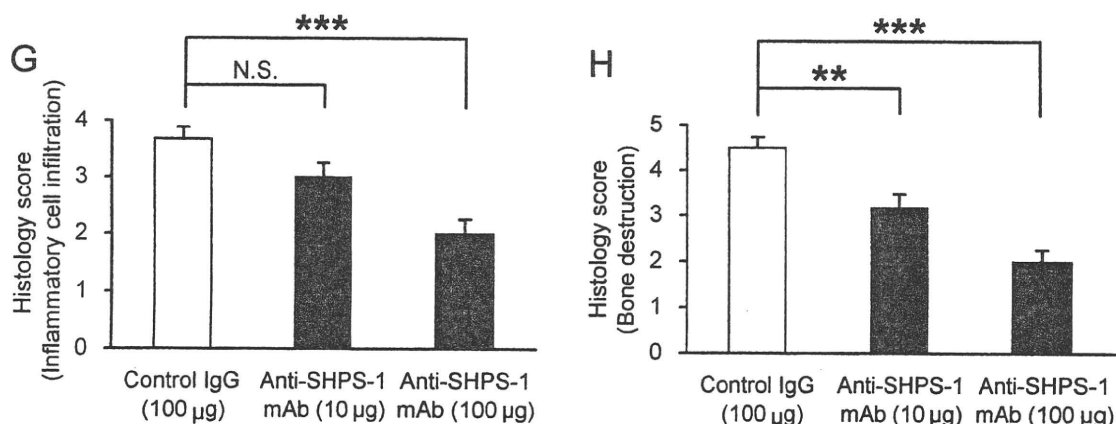 G
***
N.S.
Histology score
(Inflammatory cell infiltration)
4
3
2
1
0
Control IgG
(100 µg)
Anti-SHPS-1
mAb (10 µg)
Anti-SHPS-1
mAb (100 µg)
H
***
**
Histology score
(Bone destruction)
5
4
3
2
1
0
Control IgG
(100 µg)
Anti-SHPS-1
mAb (10 µg)
Anti-SHPS-1
mAb (100 µg)